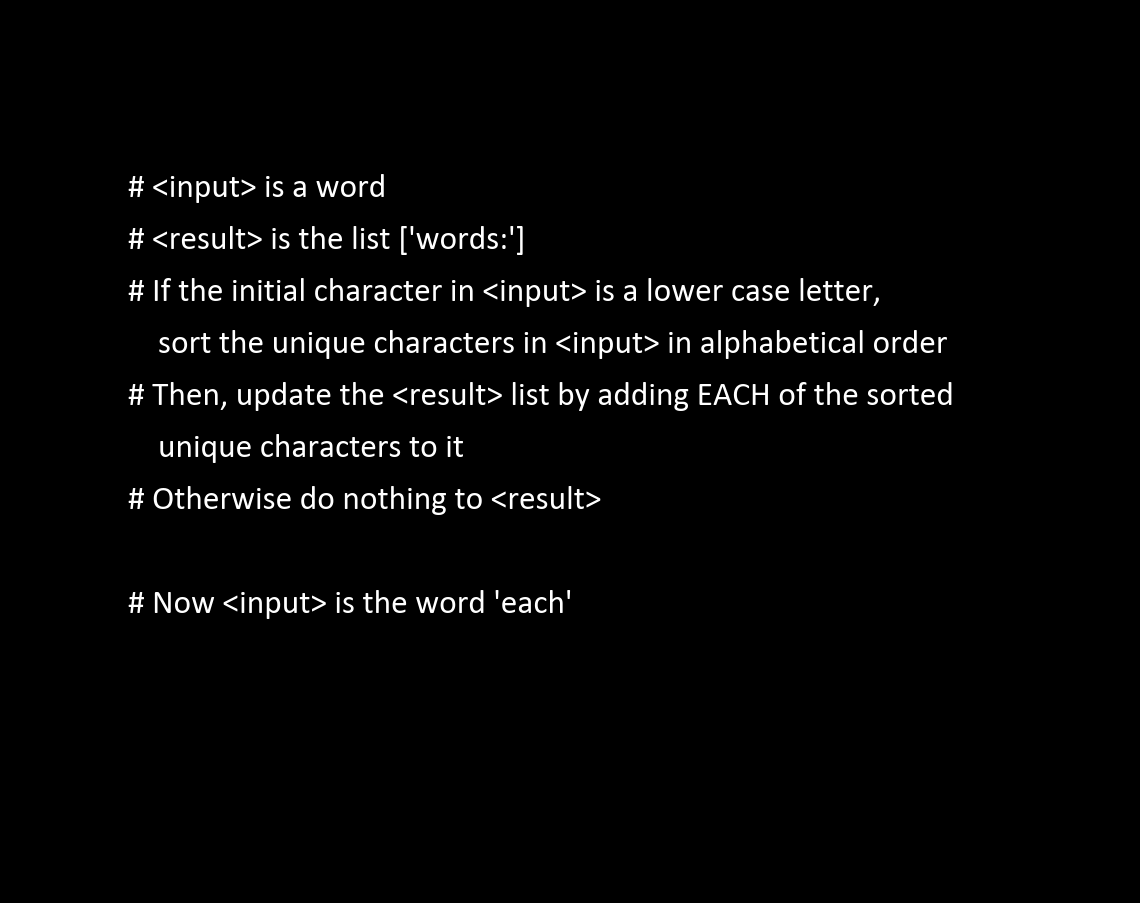 # <input> is a word
# <result> is the list ['words:']
# If the initial character in <input> is a lower case letter,
sort the unique characters in <input> in alphabetical order
# Then, update the <result> list by adding EACH of the sorted
unique characters to it
# Otherwise do nothing to <result>
# Now <input> is the word 'each'